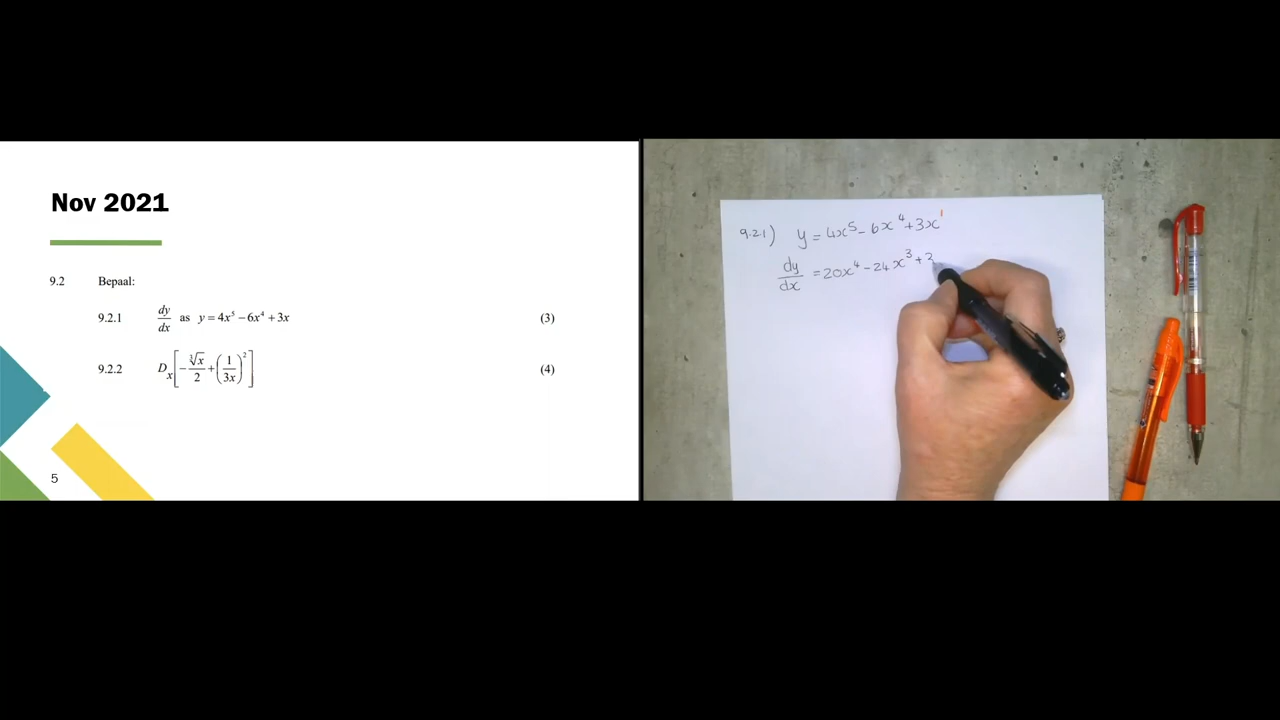 Nov 2021
9.2 Bepaal:
9.2.1 dy/dx as y = 4x⁵ − 6x⁴ + 3x (3)
9.2.2 Dₓ[−∛x/2 + (1/3x)²] (4)
5
9.2.1) y = 4x⁵ − 6x⁴ + 3x¹
dy/dx = 20x⁴ − 24x³ + 3